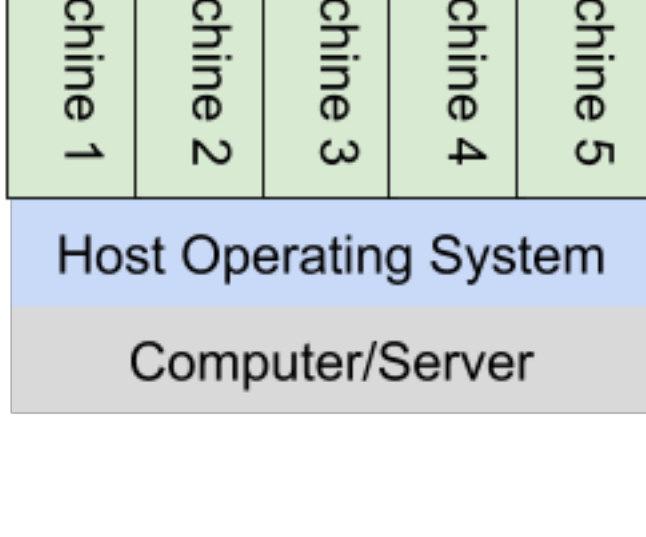 chine 1
chine 2
chine 3
chine 4
chine 5
Host Operating System
Computer/Server